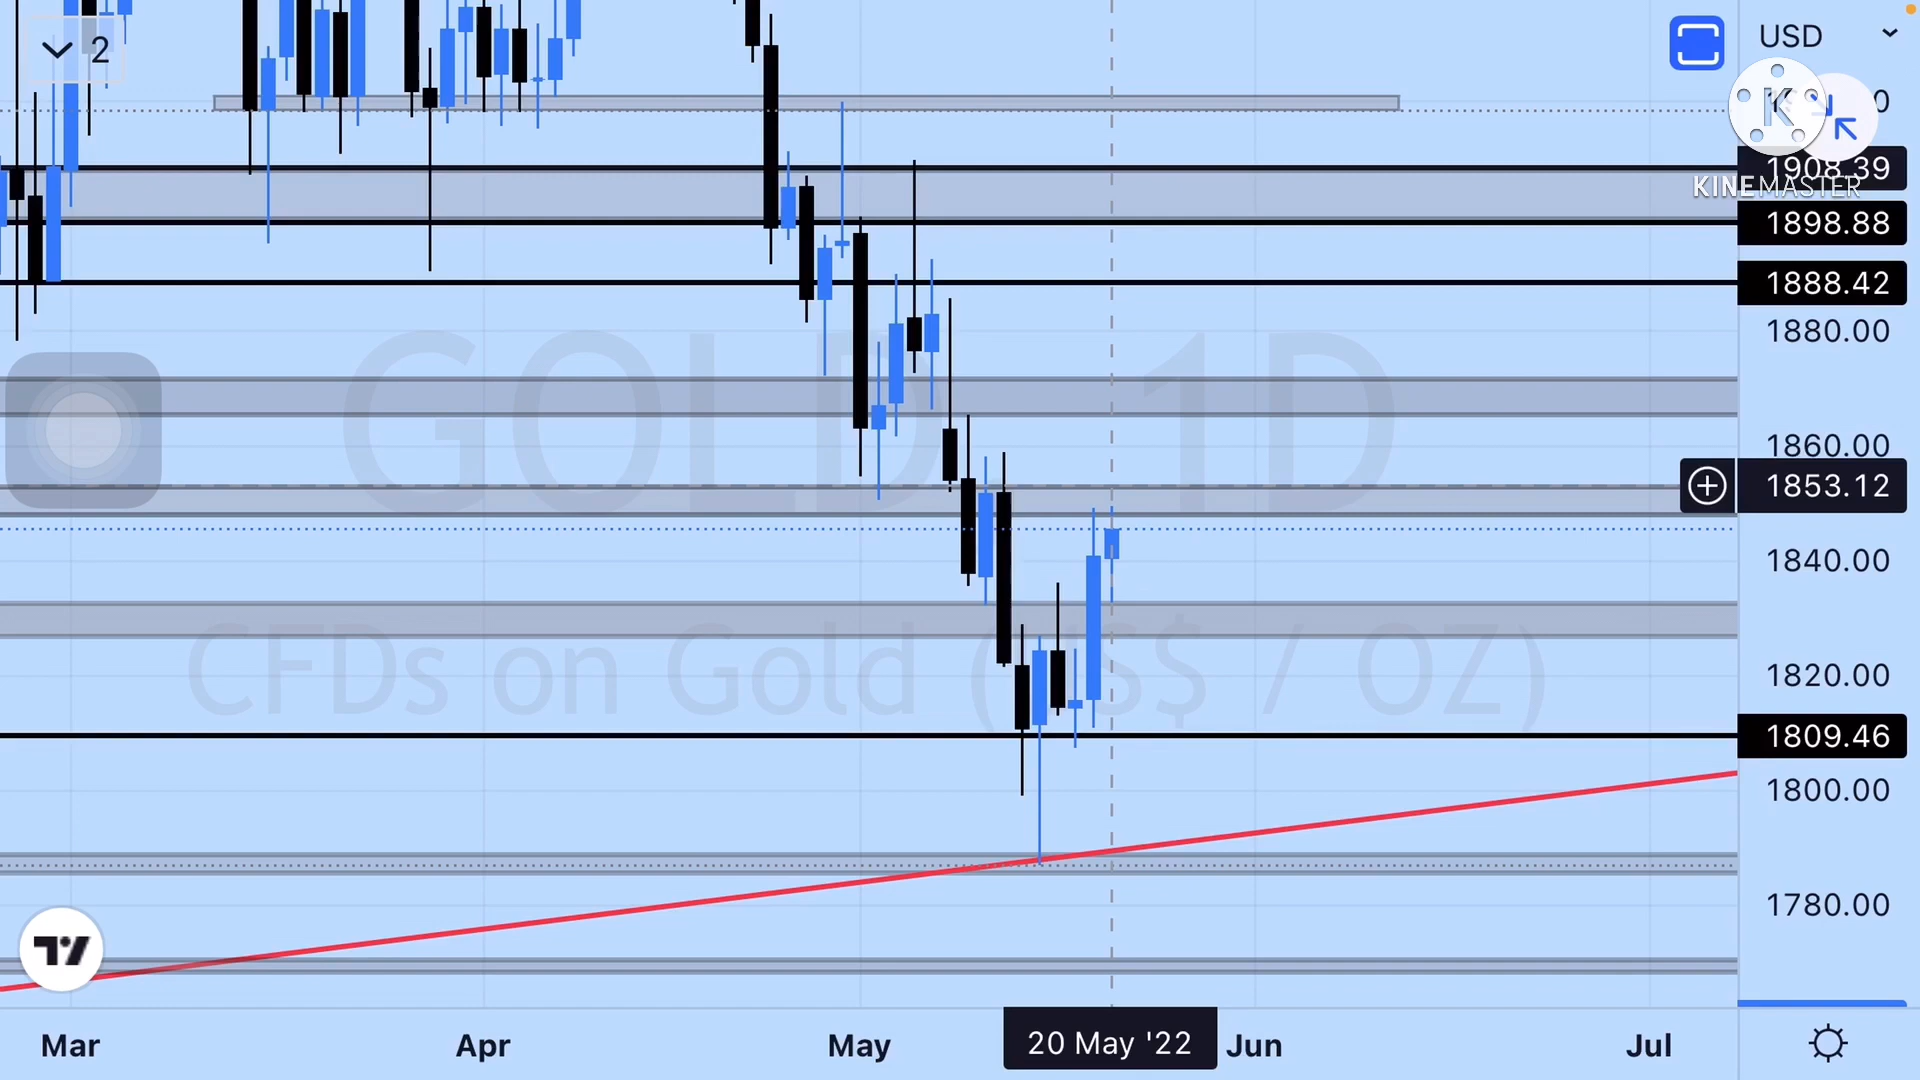 2
USD
1908.39
KINEMASTER
1898.88
1888.42
1880.00
GOLD 1D
1860.00
1853.12
1840.00
CFDs on Gold (US$ / OZ)
1820.00
1809.46
1800.00
1780.00
Mar Apr May 20 May '22 Jun Jul